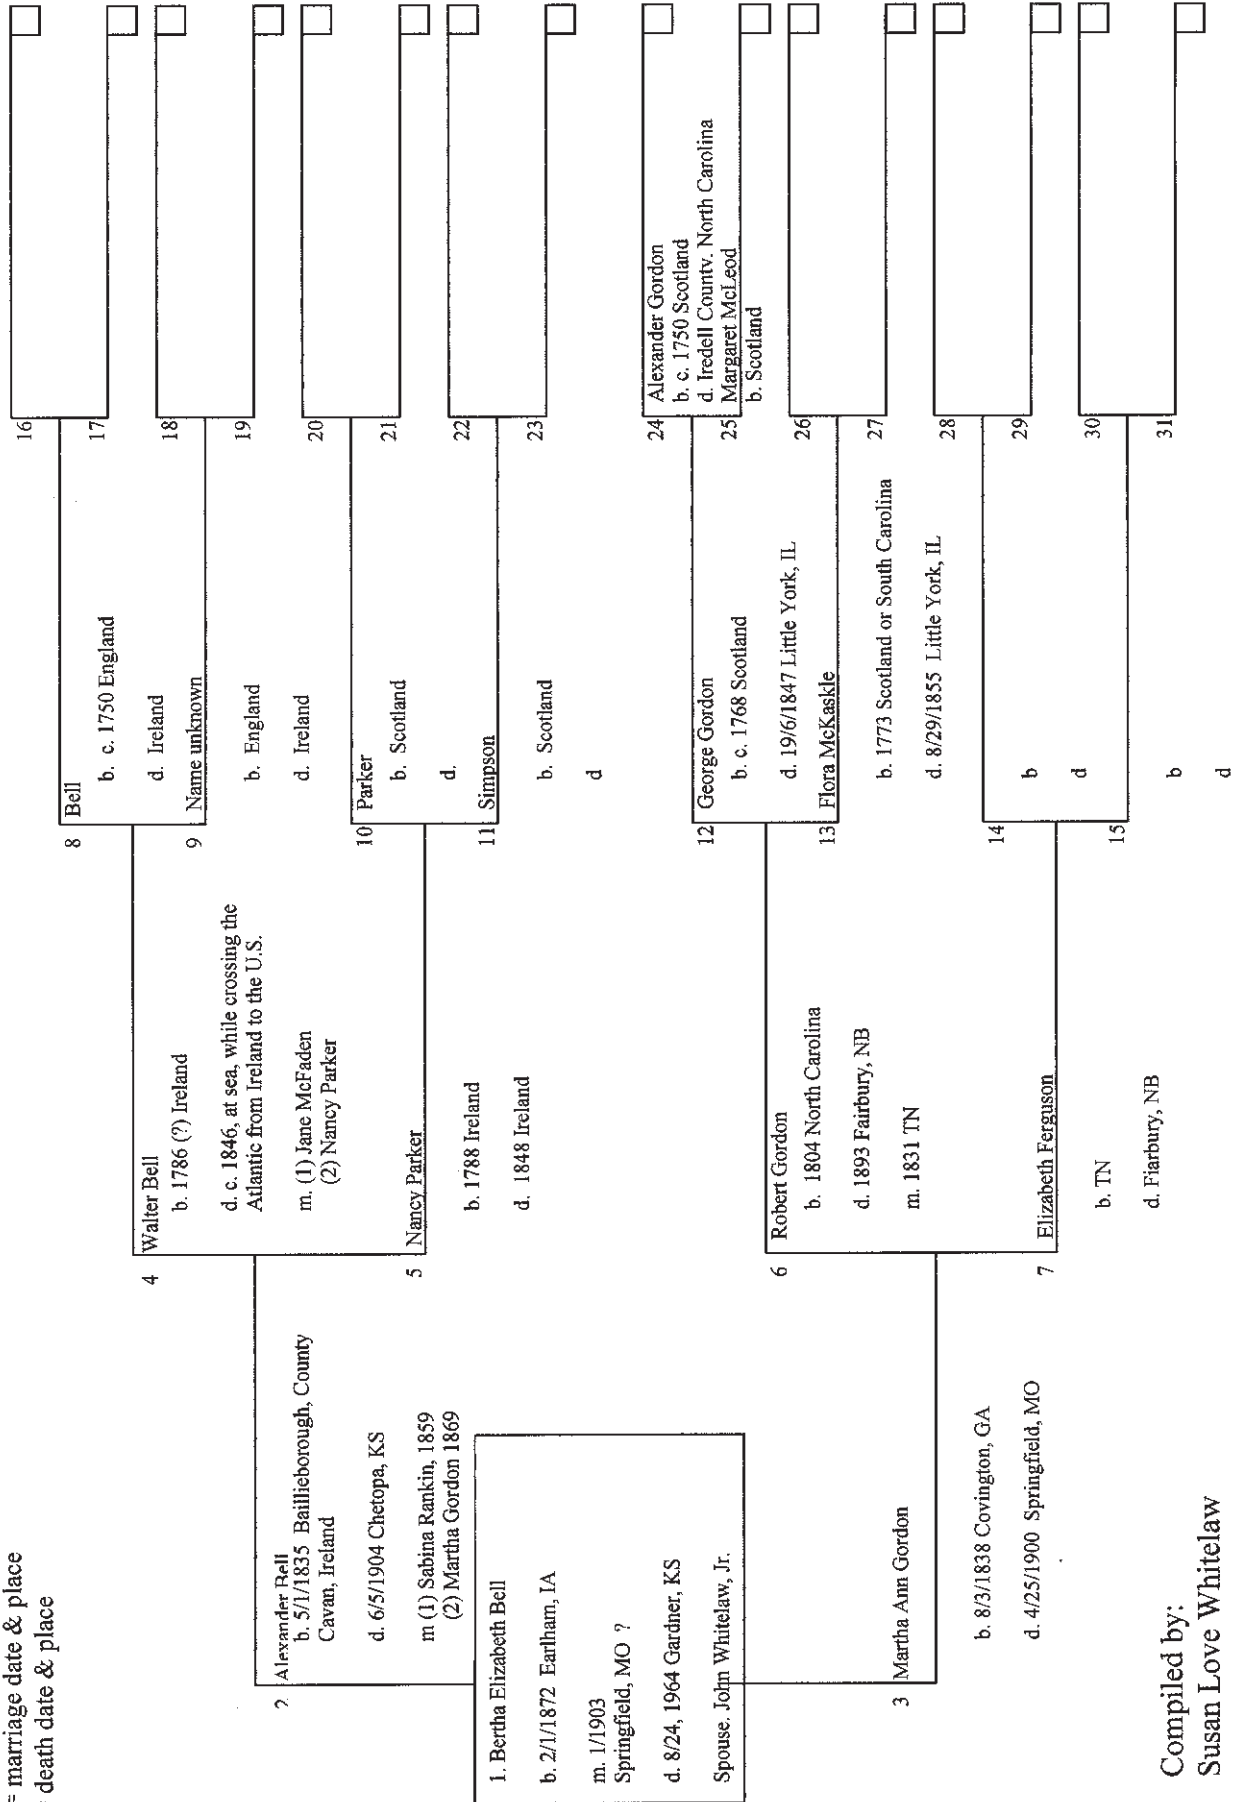 = marriage date & place
death date & place
1. Bertha Elizabeth Bell
b. 2/1/1872 Earlham, IA
m. 1/1903
Springfield, MO ?
d. 8/24, 1964 Gardner, KS
Spouse. John Whitelaw, Jr.
2
Alexander Bell
b. 5/1/1835 Baillieborough, County
Cavan, Ireland
d. 6/5/1904 Chetopa, KS
m (1) Sabina Rankin, 1859
(2) Martha Gordon 1869
3
Martha Ann Gordon
b. 8/3/1838 Covington, GA
d. 4/25/1900 Springfield, MO
4
Walter Bell
b. 1786 (?) Ireland
d. c. 1846, at sea, while crossing the
Atlantic from Ireland to the U.S.
m. (1) Jane McFaden
(2) Nancy Parker
5
Nancy Parker
b. 1788 Ireland
d. 1848 Ireland
6
Robert Gordon
b. 1804 North Carolina
d. 1893 Fairbury, NB
m. 1831 TN
7
Elizabeth Ferguson
b. TN
d. Fiarbury, NB
8
Bell
b. c. 1750 England
d. Ireland
9
Name unknown
b. England
d. Ireland
10
Parker
b. Scotland
d.
11
Simpson
b. Scotland
d
12
George Gordon
b. c. 1768 Scotland
d. 19/6/1847 Little York, IL
13
Flora McKaskle
b. 1773 Scotland or South Carolina
d. 8/29/1855 Little York, IL
14
b
d
15
b
d
16
17
18
19
20
21
22
23
24
Alexander Gordon
b. c. 1750 Scotland
d. Iredell County. North Carolina
25
Margaret McLeod
b. Scotland
26
27
28
29
30
31
Compiled by:
Susan Love Whitelaw